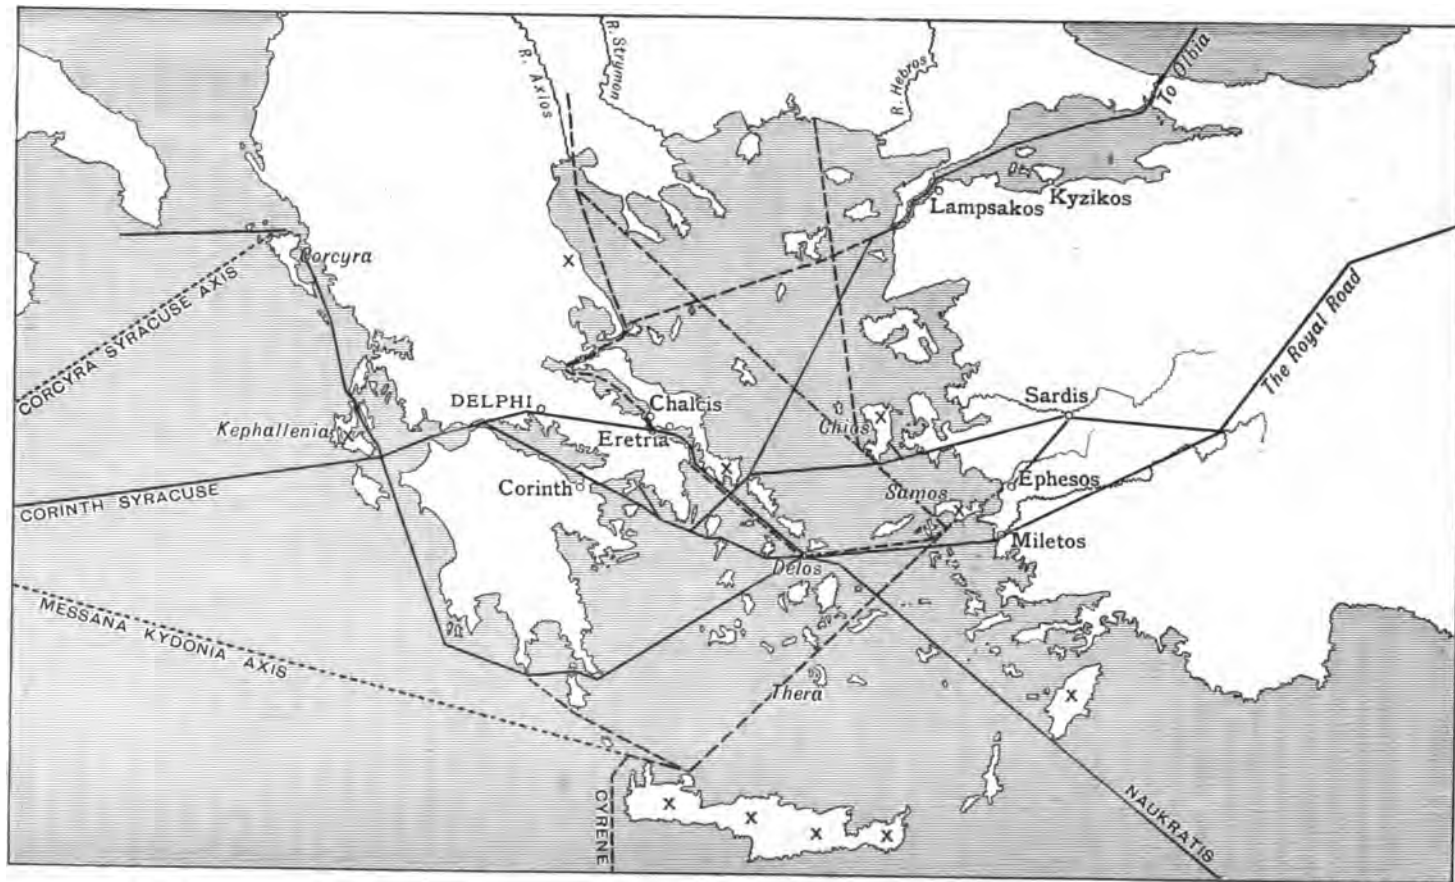 R. Axios
R. Strymon
R. Hebros
To Olbia
Lampsakos
Kyzikos
Corcyra
CORCYRA SYRACUSE AXIS
The Royal Road
Kephallenia
DELPHI
Chalcis
Eretria
Chios
Sardis
CORINTH SYRACUSE
Corinth
Samos
Ephesos
Miletos
Delos
MESSANA KYDONIA AXIS
Thera
CYRENE
NAUKRATIS
X
X
X
X
X
X
X
X
X
X